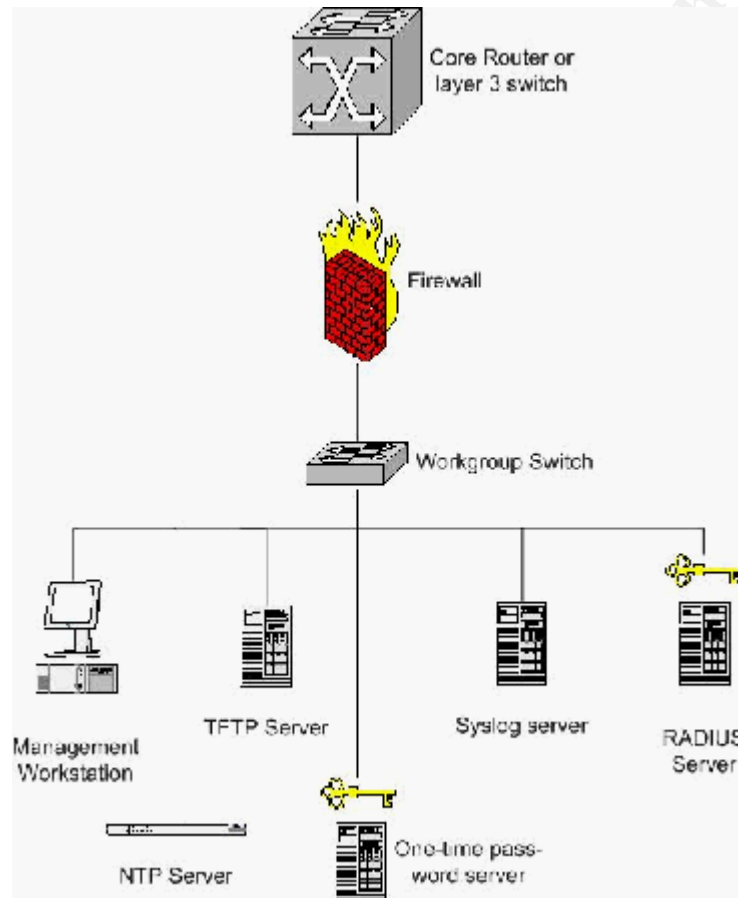 Core Router or
layer 3 switch
Firewall
Workgroup Switch
TFTP Server
Syslog server
RADIUS
Server
Management
Workstation
NTP Server
One-time pass-
word server